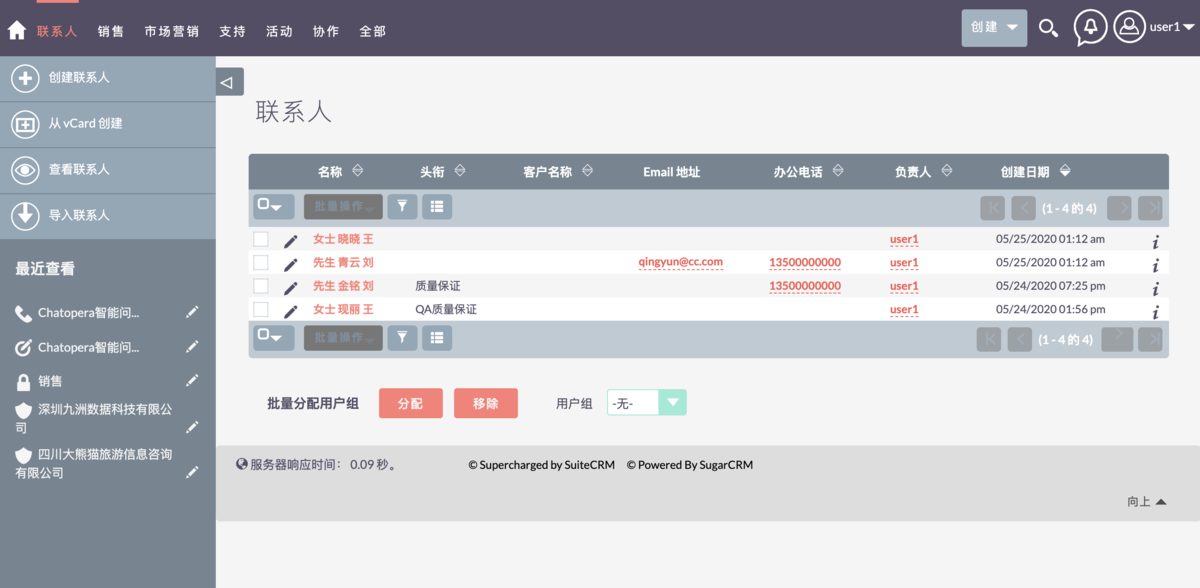 联系人 销售 市场营销 支持 活动 协作 全部 创建 user1
创建联系人
从 vCard 创建
查看联系人
导入联系人
最近查看
Chatopera智能问...
Chatopera智能问...
销售
深圳九洲数据科技有限公
司
四川大熊猫旅游信息咨询
有限公司
联系人
名称 头衔 客户名称 Email 地址 办公电话 负责人 创建日期
批量操作 (1 - 4 的 4)
女士 晓晓 王 user1 05/25/2020 01:12 am
先生 青云 刘 qingyun@cc.com 13500000000 user1 05/25/2020 01:12 am
先生 金铭 刘 质量保证 13500000000 user1 05/24/2020 07:25 pm
女士 现丽 王 QA质量保证 user1 05/24/2020 01:56 pm
批量操作 (1 - 4 的 4)
批量分配用户组 分配 移除 用户组 -无-
服务器响应时间： 0.09 秒。 © Supercharged by SuiteCRM © Powered By SugarCRM
向上